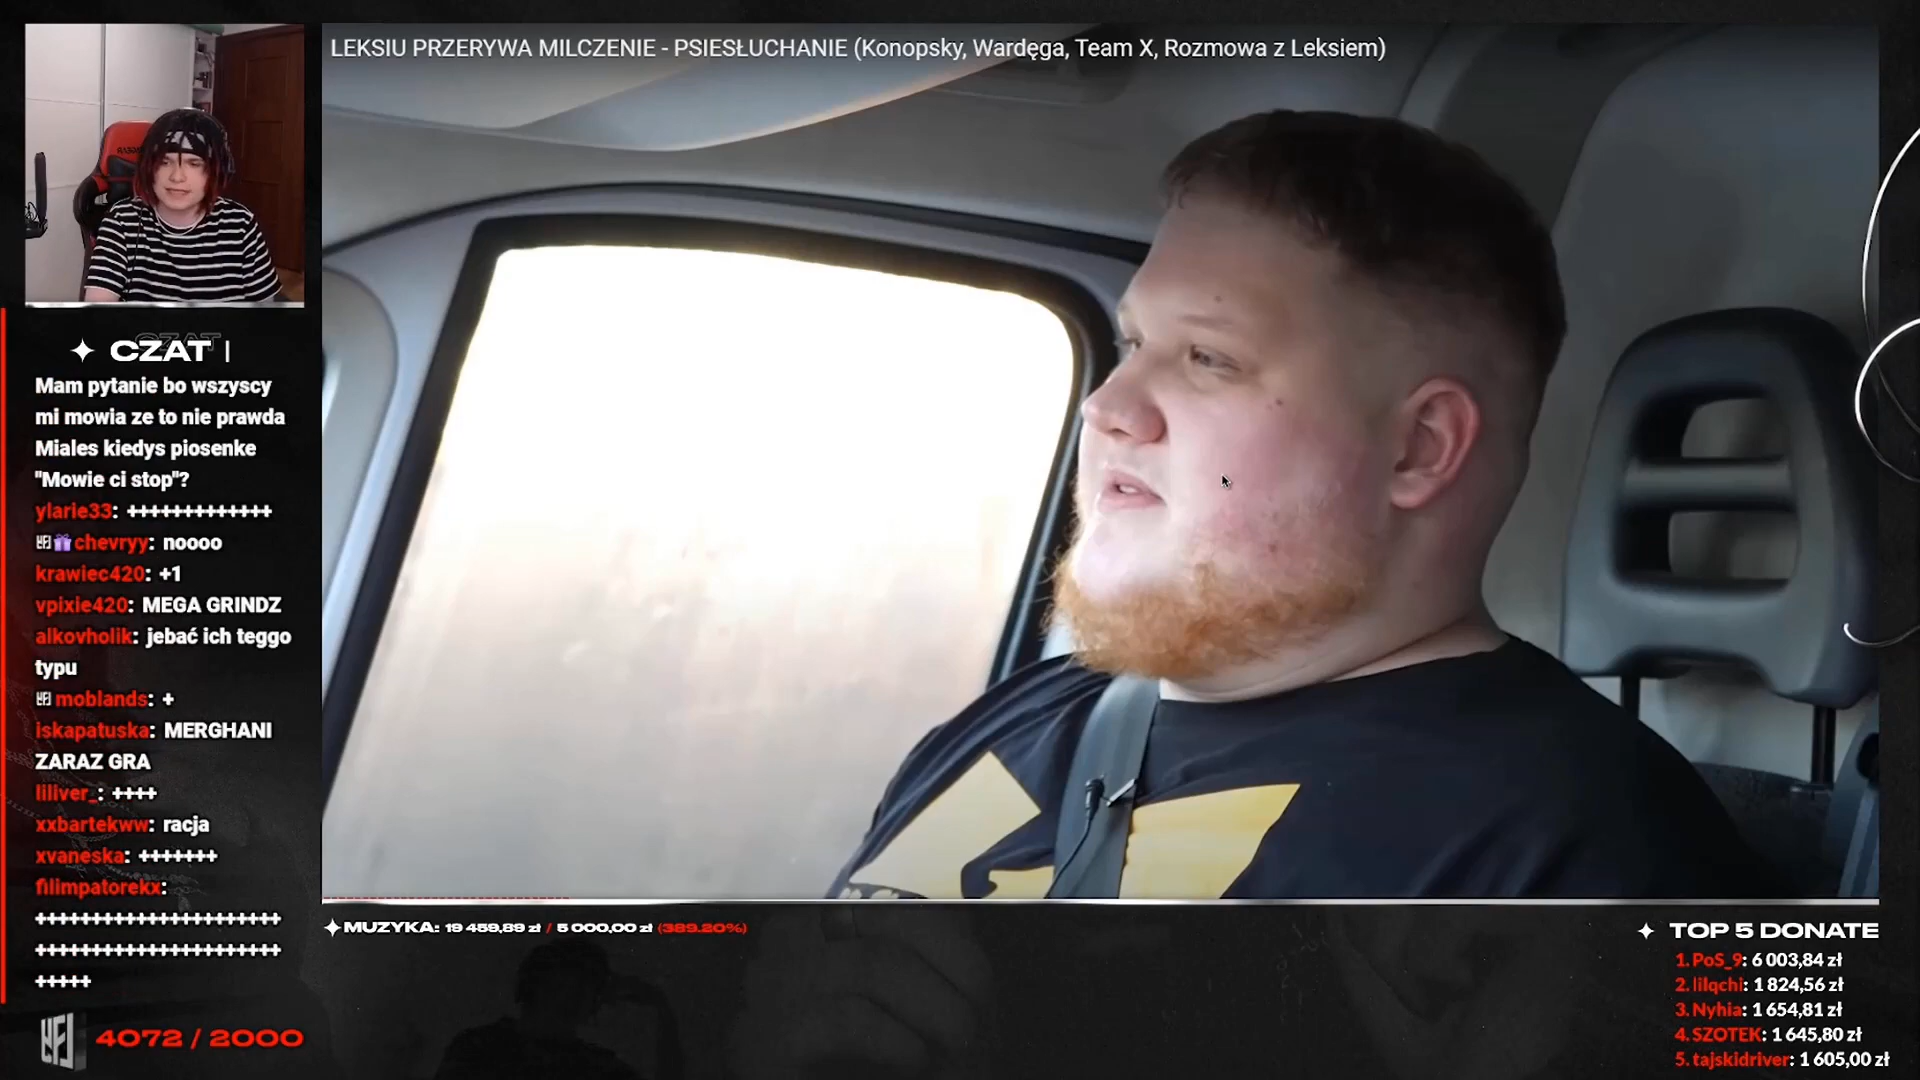 LEKSIU PRZERYWA MILCZENIE - PSIESŁUCHANIE (Konopsky, Wardęga, Team X, Rozmowa z Leksiem)
CZAT |
Mam pytanie bo wszyscy
mi mowia ze to nie prawda
Miales kiedys piosenke
"Mowie ci stop"?
ylarie33: +++++++++++++
chevryy: noooo
krawiec420: +1
vpixie420: MEGA GRINDZ
alkovholik: jebać ich teggo
typu
moblands: +
iskapatuska: MERGHANI
ZARAZ GRA
liliver_: ++++
xxbartekww: racja
xvaneska: +++++++
filimpatorekx:
++++++++++++++++++++++
++++++++++++++++++++++
+++++
4072 / 2000
MUZYKA: 19 459,89 zł / 5 000,00 zł (389.20%)
TOP 5 DONATE
1. PoS_9: 6 003,84 zł
2. lilqchi: 1 824,56 zł
3. Nyhia: 1 654,81 zł
4. SZOTEK: 1 645,80 zł
5. tajskidriver: 1 605,00 zł